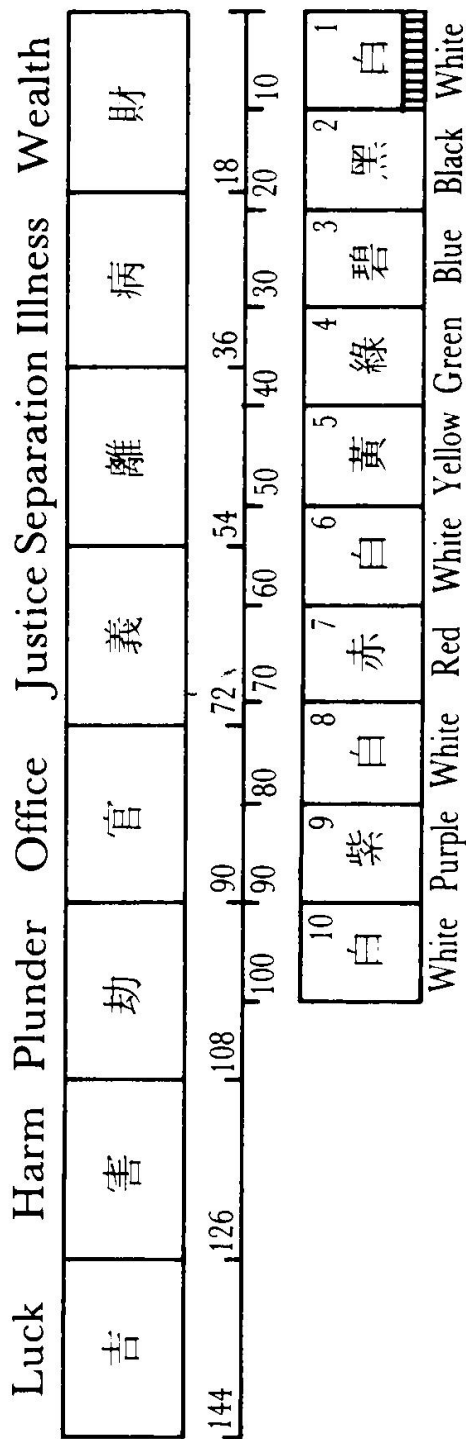 Luck Harm Plunder Office Justice Separation Illness Wealth
吉 害 劫 官 義 離 病 財
144 126 108 90 72 54 36 18
100 90 80 70 60 50 40 30 20 10
10 9 8 7 6 5 4 3 2 1
白 紫 白 赤 白 黃 綠 碧 黑 白
White Purple White Red White Yellow Green Blue Black White